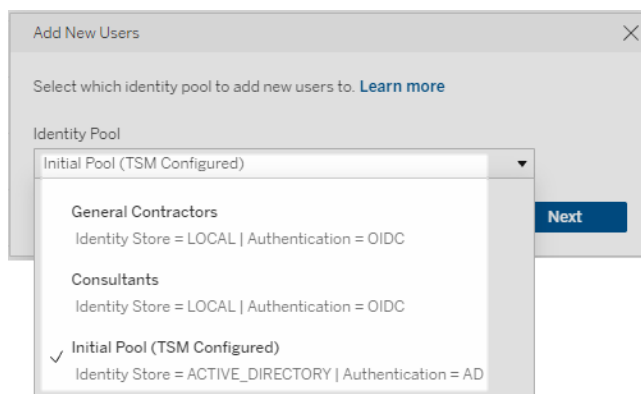 Add New Users
Select which identity pool to add new users to. Learn more
Identity Pool
Initial Pool (TSM Configured)
General Contractors
Identity Store = LOCAL | Authentication = OIDC
Next
Consultants
Identity Store = LOCAL | Authentication = OIDC
Initial Pool (TSM Configured)
Identity Store = ACTIVE_DIRECTORY | Authentication = AD